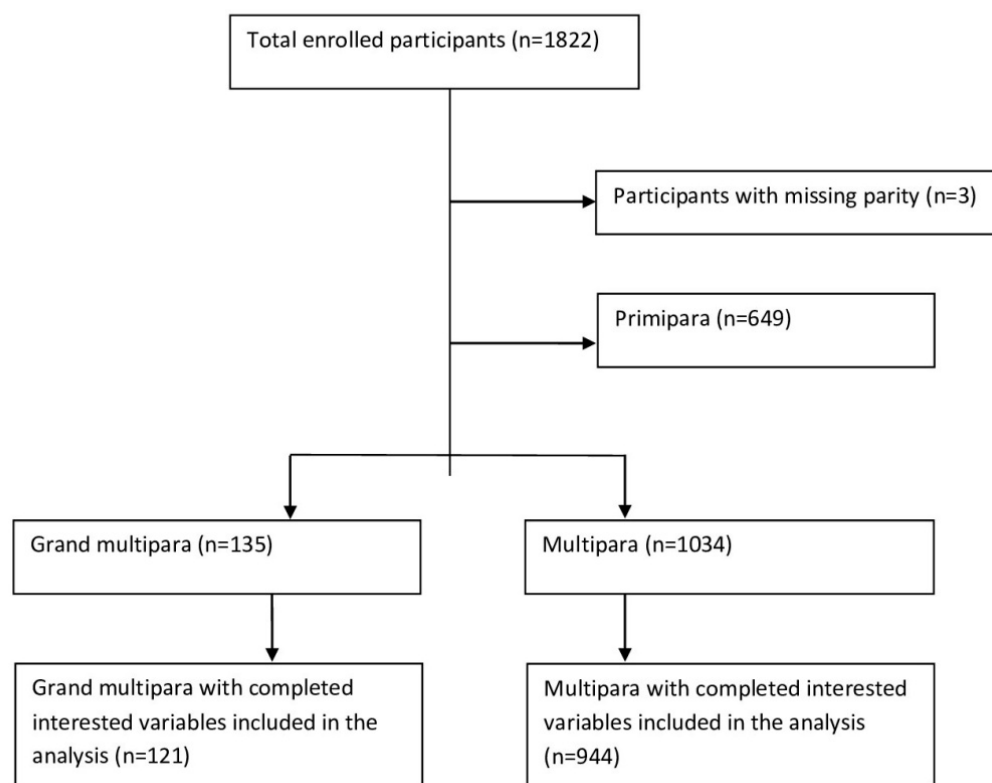 Total enrolled participants (n=1822)
Participants with missing parity (n=3)
Primipara (n=649)
Grand multipara (n=135)
Multipara (n=1034)
Grand multipara with completed
interested variables included in the
analysis (n=121)
Multipara with completed interested
variables included in the analysis
(n=944)